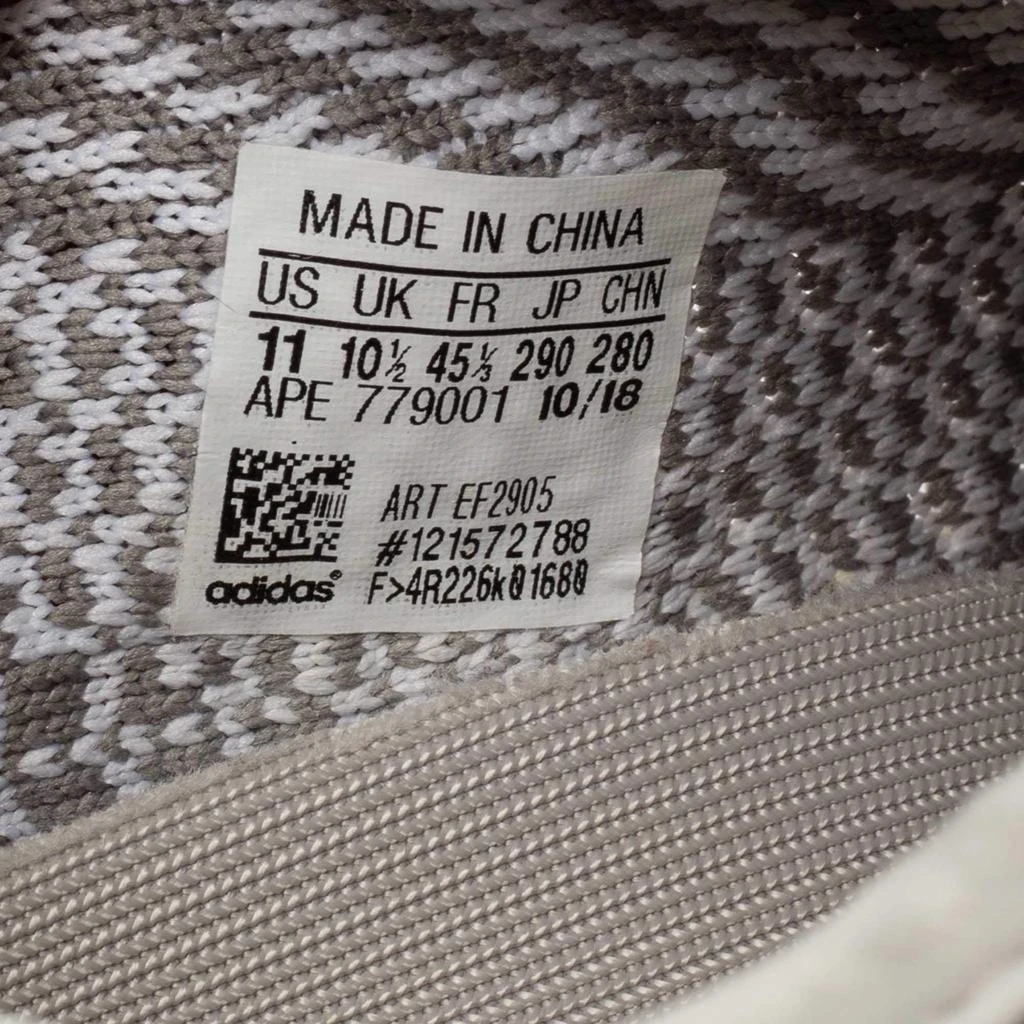 MADE IN CHINA
US UK FR JP CHN
11 10½ 45⅓ 290 280
APE 779001 10/18
ART EF2905
#121572788
adidas® F>4R226k01680